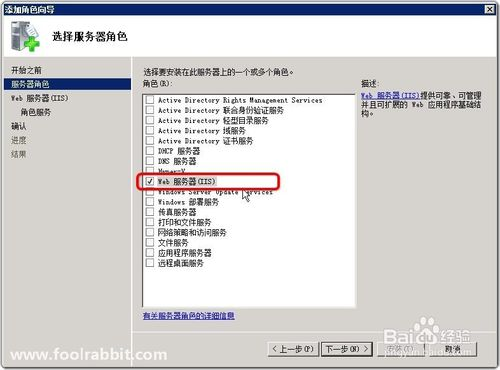 添加角色向导
选择服务器角色
开始之前
服务器角色
Web 服务器(IIS)
角色服务
确认
进度
结果
选择要安装在此服务器上的一个或多个角色。
角色(R):
Active Directory Rights Management Services
Active Directory 联合身份验证服务
Active Directory 轻型目录服务
Active Directory 域服务
Active Directory 证书服务
DHCP 服务器
DNS 服务器
Hyper-V
Web 服务器(IIS)
Windows Server Update Services
Windows 部署服务
传真服务器
打印和文件服务
网络策略和访问服务
文件服务
应用程序服务器
远程桌面服务
有关服务器角色的详细信息
描述:
Web 服务器(IIS)提供可靠、可管理
并且可扩展的 Web 应用程序基础结
构。
< 上一步(P)
下一步(N) >
安装(I)
取消
www.foolrabbit.com
Baidu 经验
jingyan.baidu.com